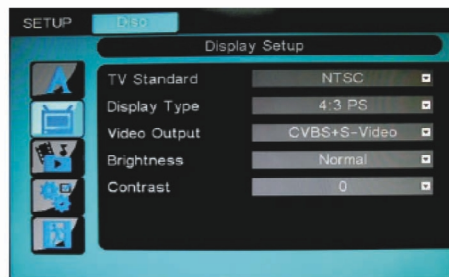 SETUP Disc
Display Setup
TV Standard NTSC
Display Type 4:3 PS
Video Output CVBS+S-Video
Brightness Normal
Contrast 0